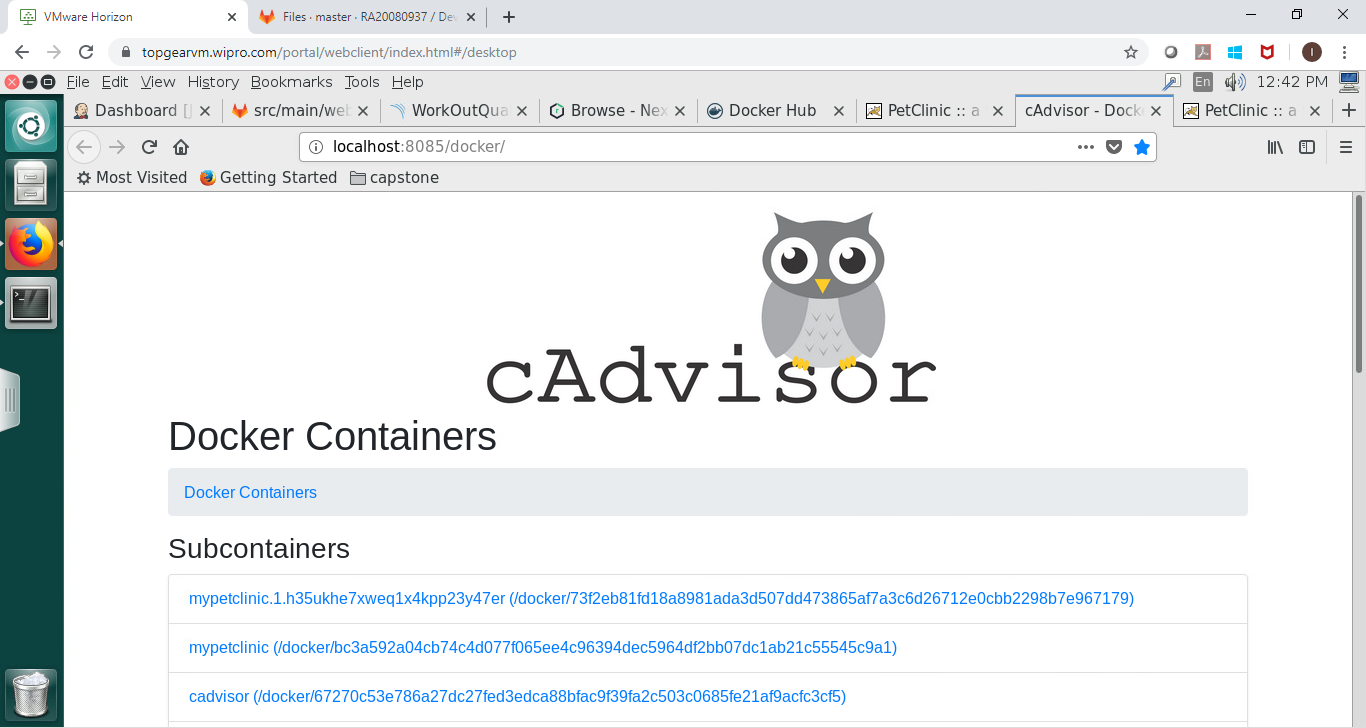 VMware Horizon
Files · master · RA20080937 / Dev
topgearvm.wipro.com/portal/webclient/index.html#/desktop
I
File Edit View History Bookmarks Tools Help
En
12:42 PM
Dashboard [J
src/main/web
WorkOutQua
Browse - Nex
Docker Hub
PetClinic :: a
cAdvisor - Docke
PetClinic :: a
localhost:8085/docker/
Most Visited Getting Started capstone
cAdvisor
Docker Containers
Docker Containers
Subcontainers
mypetclinic.1.h35ukhe7xweq1x4kpp23y47er (/docker/73f2eb81fd18a8981ada3d507dd473865af7a3c6d26712e0cbb2298b7e967179)
mypetclinic (/docker/bc3a592a04cb74c4d077f065ee4c96394dec5964df2bb07dc1ab21c55545c9a1)
cadvisor (/docker/67270c53e786a27dc27fed3edca88bfac9f39fa2c503c0685fe21af9acfc3cf5)